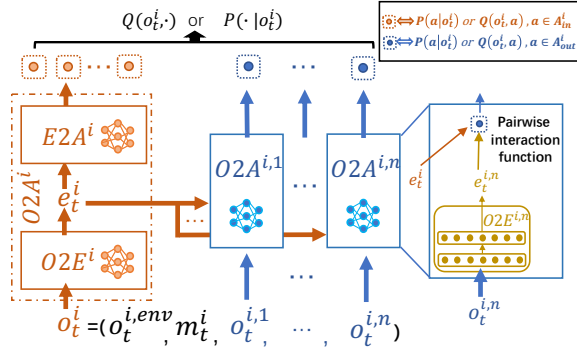 Q(o_t^i,·) or P(·|o_t^i)
⇔P(a|o_t^i) or Q(o_t^i,a), a∈A_in^i
⇔P(a|o_t^i) or Q(o_t^i,a), a∈A_out^i
...
...
E2A^i
O2A^i
e_t^i
O2E^i
O2A^{i,1}
...
O2A^{i,n}
...
Pairwise
interaction
function
e_t^i
e_t^{i,n}
O2E^{i,n}
...
o_t^{i,n}
o_t^i=(o_t^{i,env}, m_t^i, o_t^{i,1}, ..., o_t^{i,n})